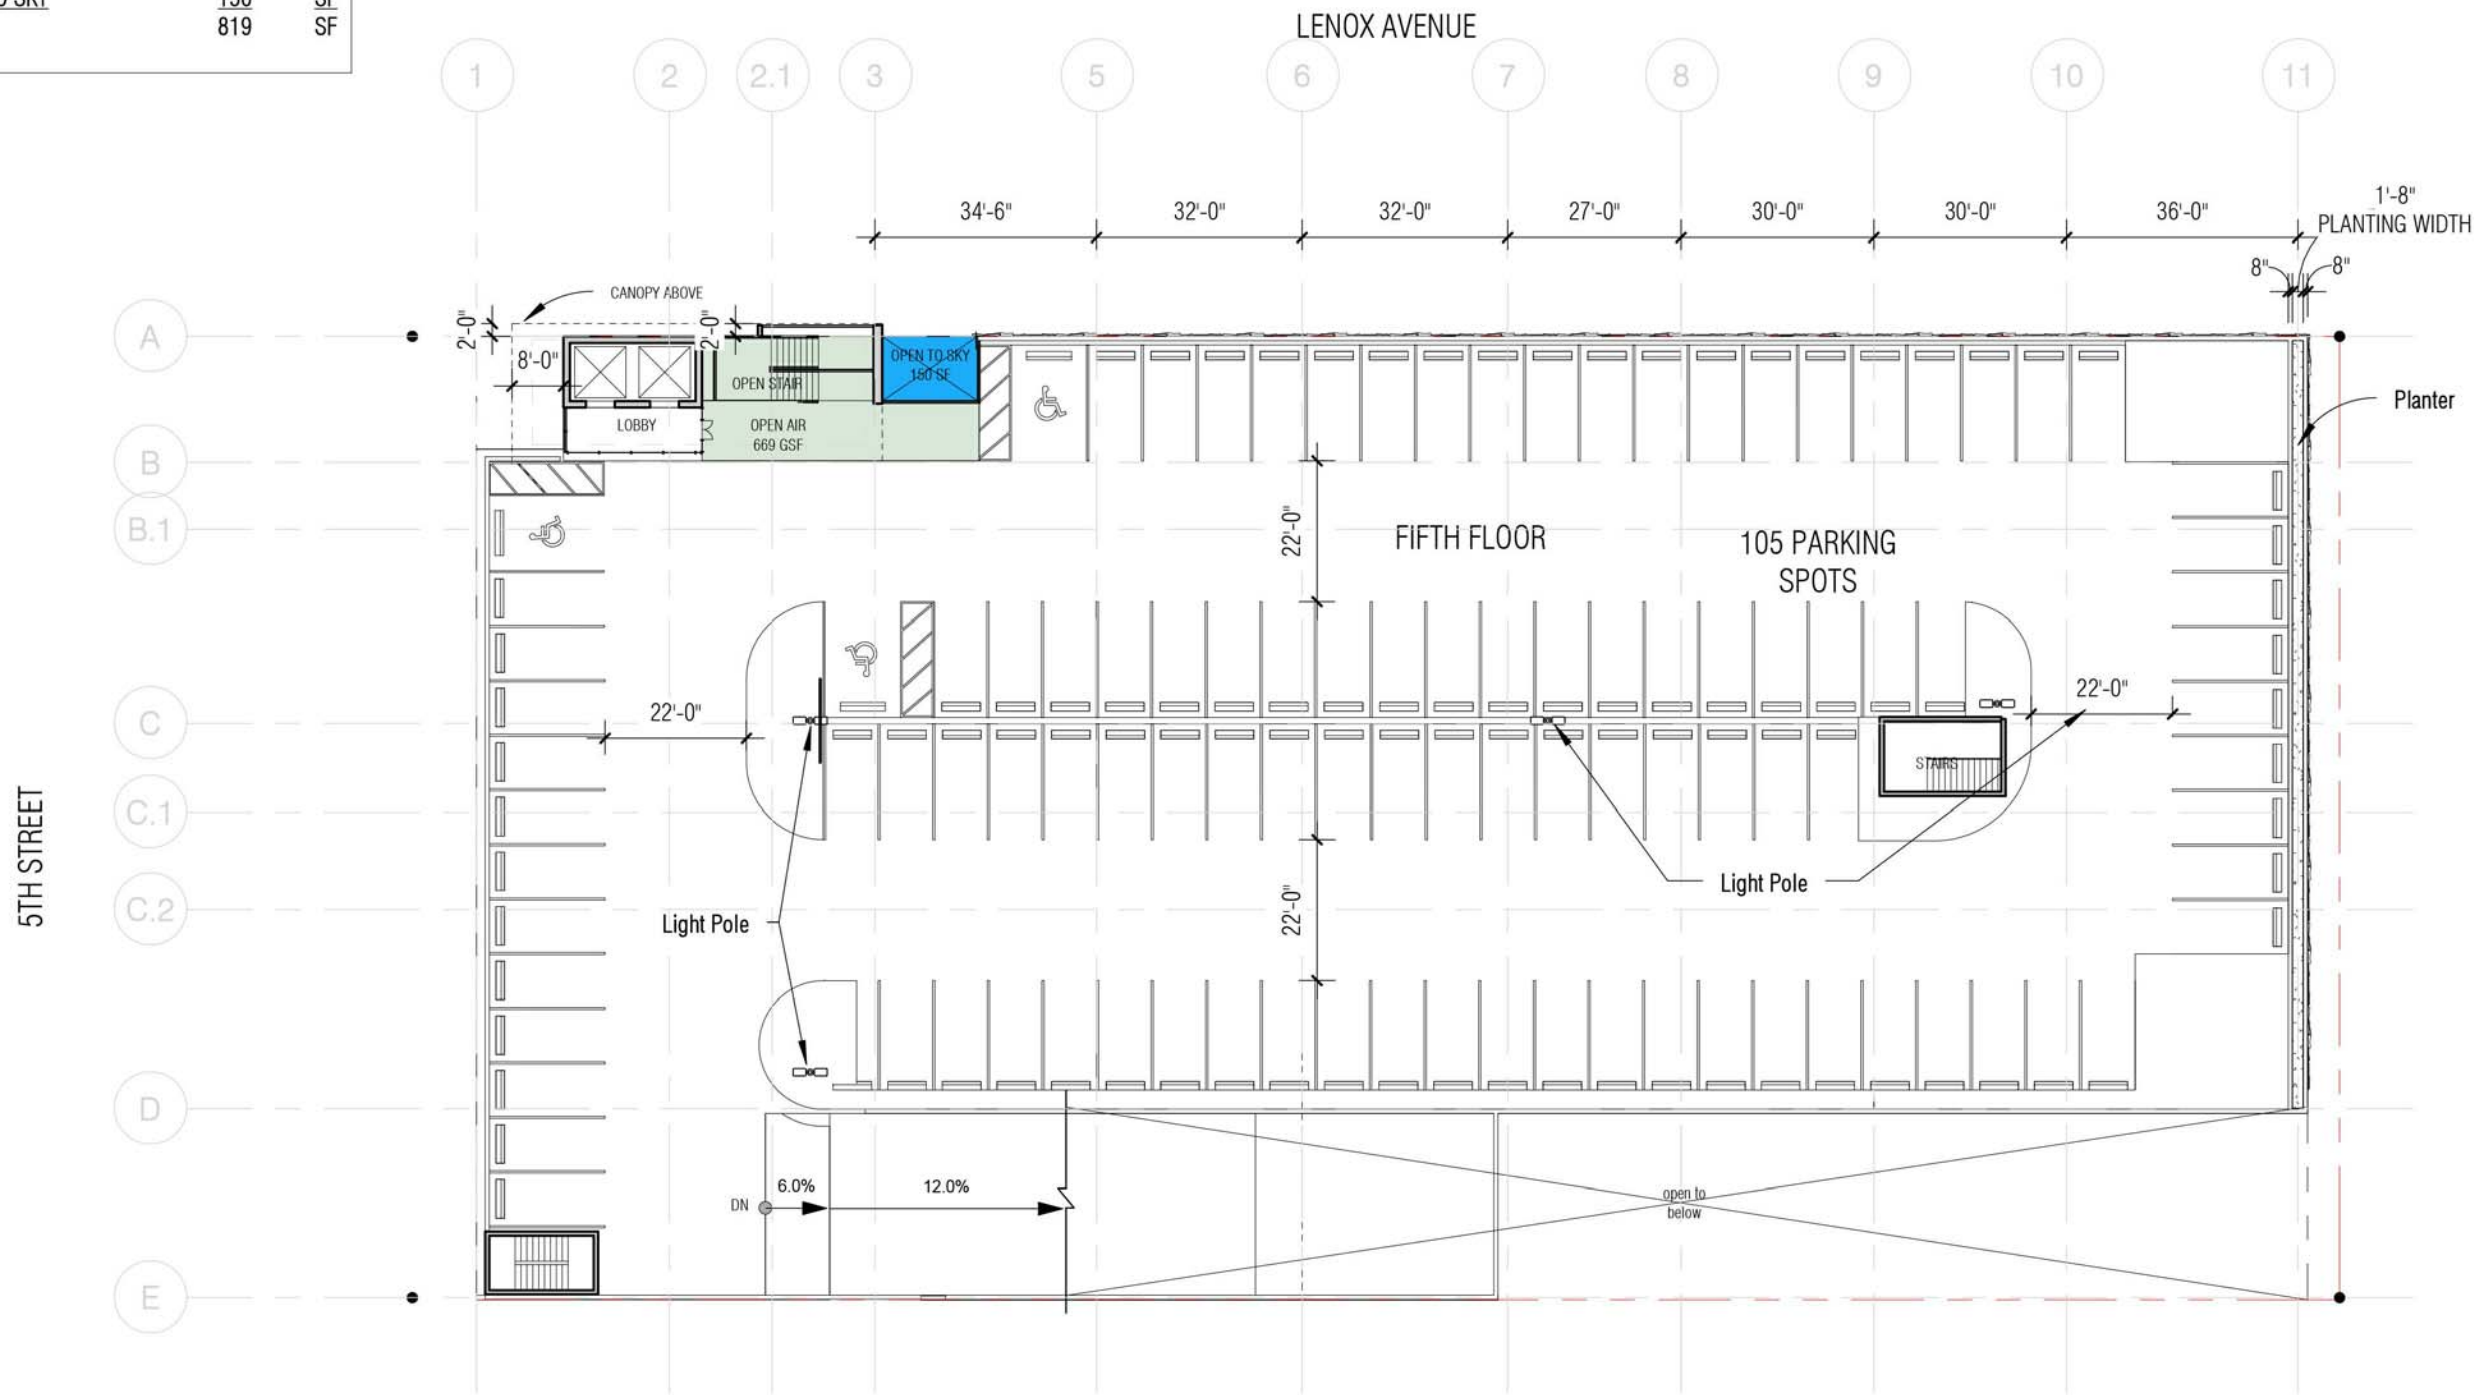 SF
819 SF
LENOX AVENUE
1 2 2.1 3 5 6 7 8 9 10 11
34'-6" 32'-0" 32'-0" 27'-0" 30'-0" 30'-0" 36'-0"
1'-8"
PLANTING WIDTH
8" 8"
CANOPY ABOVE
2'-0"
2'-0"
A
8'-0"
OPEN TO SKY
150 SF
OPEN STAIR
Planter
LOBBY
OPEN AIR
669 GSF
B
B.1
22'-0"
FIFTH FLOOR
105 PARKING
SPOTS
C
22'-0"
22'-0"
STAIRS
C.1
5TH STREET
Light Pole
C.2
22'-0"
Light Pole
D
6.0%
12.0%
DN
open to
below
E